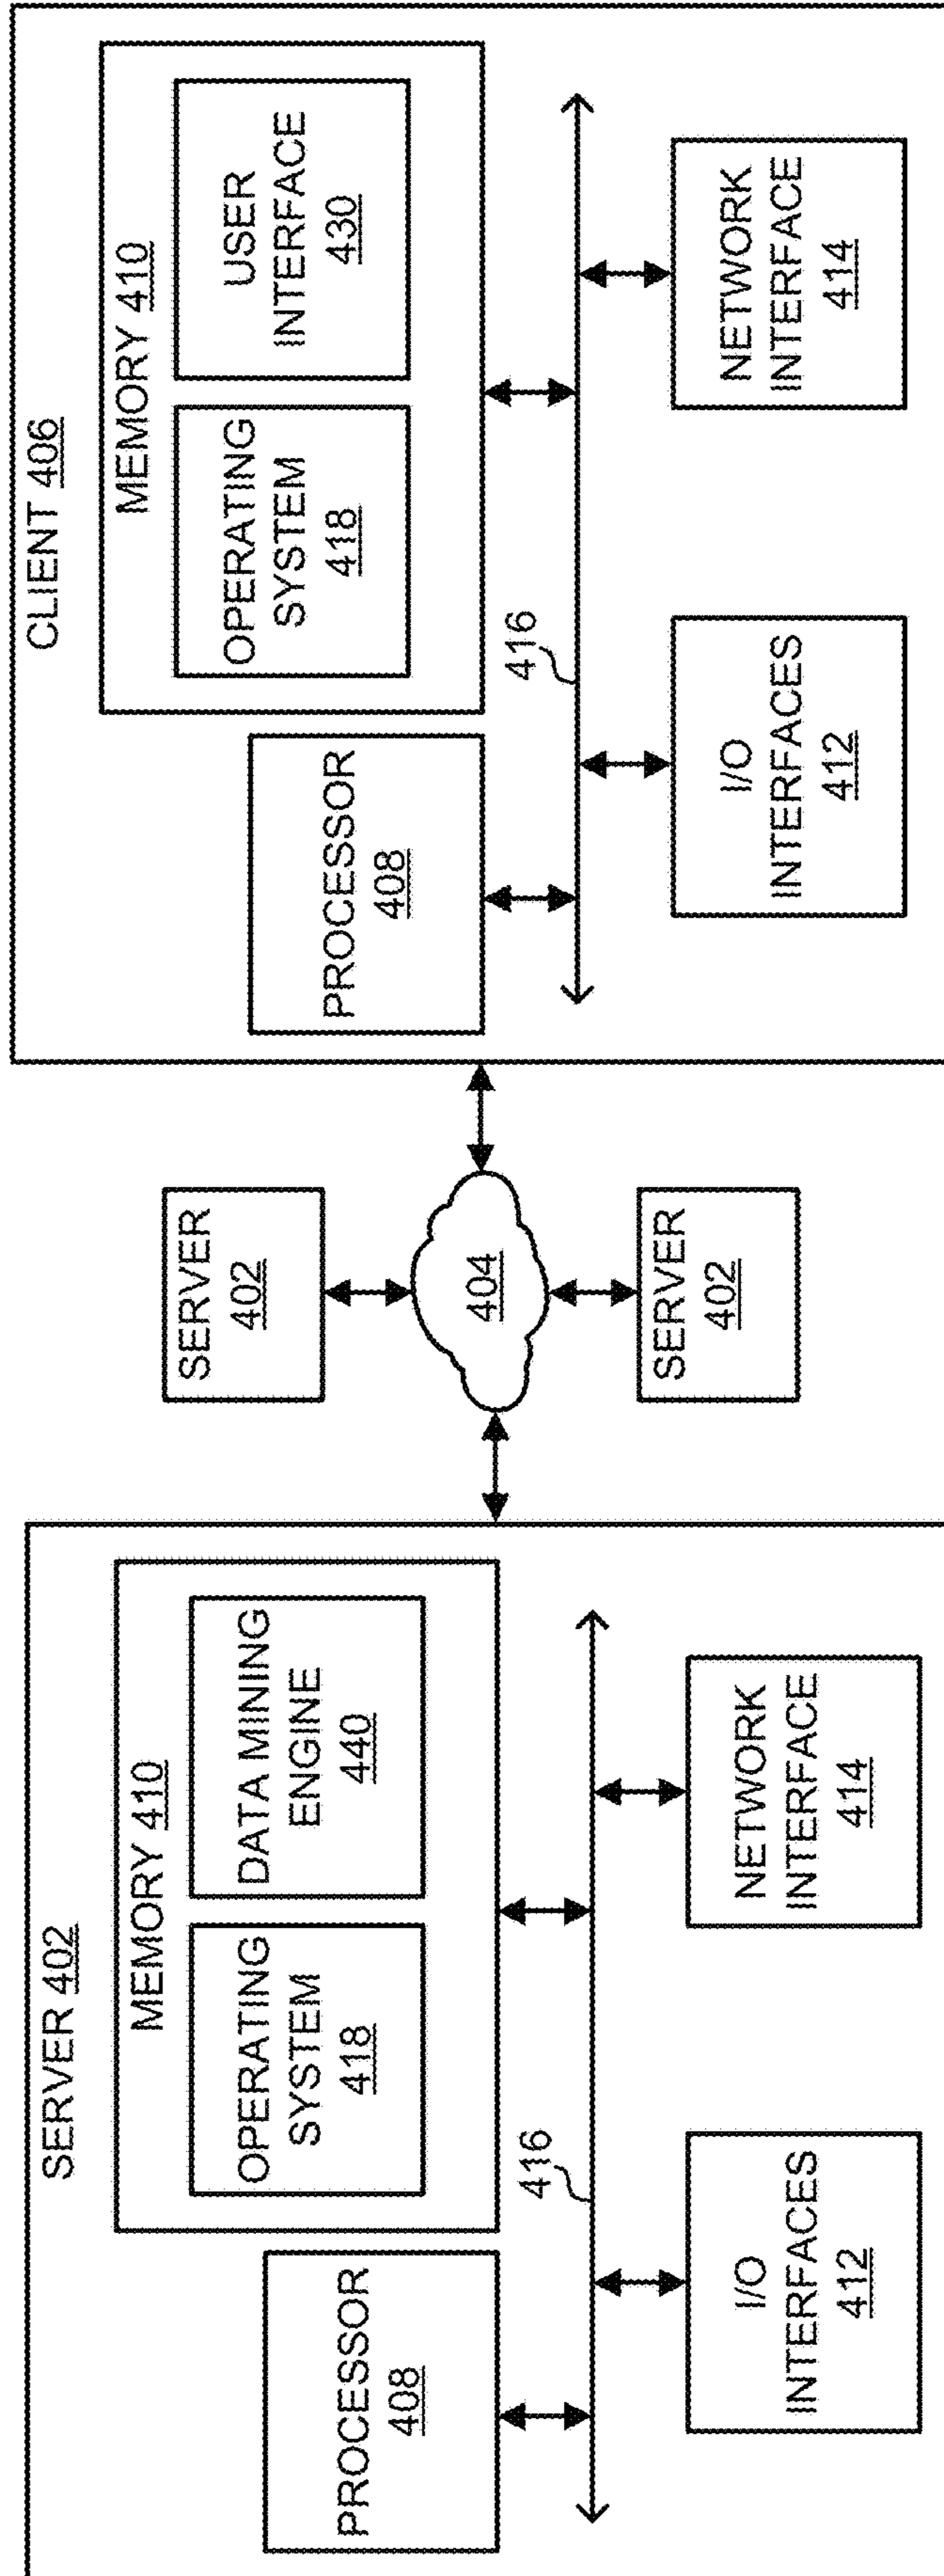 SERVER 402
MEMORY 410
PROCESSOR
408
OPERATING
SYSTEM
418
DATA MINING
ENGINE
440
416
I/O
INTERFACES
412
NETWORK
INTERFACE
414
SERVER
402
404
SERVER
402
CLIENT 406
MEMORY 410
PROCESSOR
408
OPERATING
SYSTEM
418
USER
INTERFACE
430
416
I/O
INTERFACES
412
NETWORK
INTERFACE
414